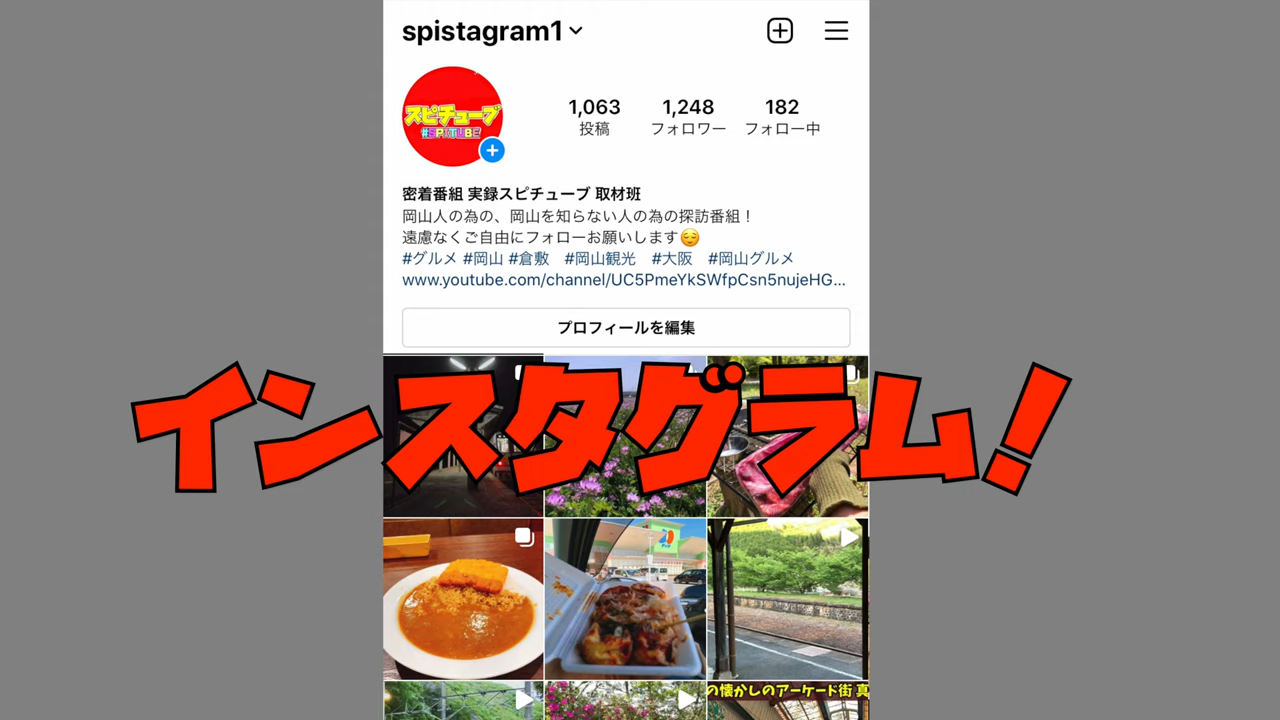 spistagram1
スピチューブ
#SPITUBE
1,063
投稿
1,248
フォロワー
182
フォロー中
密着番組 実録スピチューブ 取材班
岡山人の為の、岡山を知らない人の為の探訪番組！
遠慮なくご自由にフォローお願いします😌
#グルメ #岡山 #倉敷　#岡山観光　#大阪　#岡山グルメ
www.youtube.com/channel/UC5PmeYkSWfpCsn5nujeHG...
プロフィールを編集
インスタグラム！
の懐かしのアーケード街 真